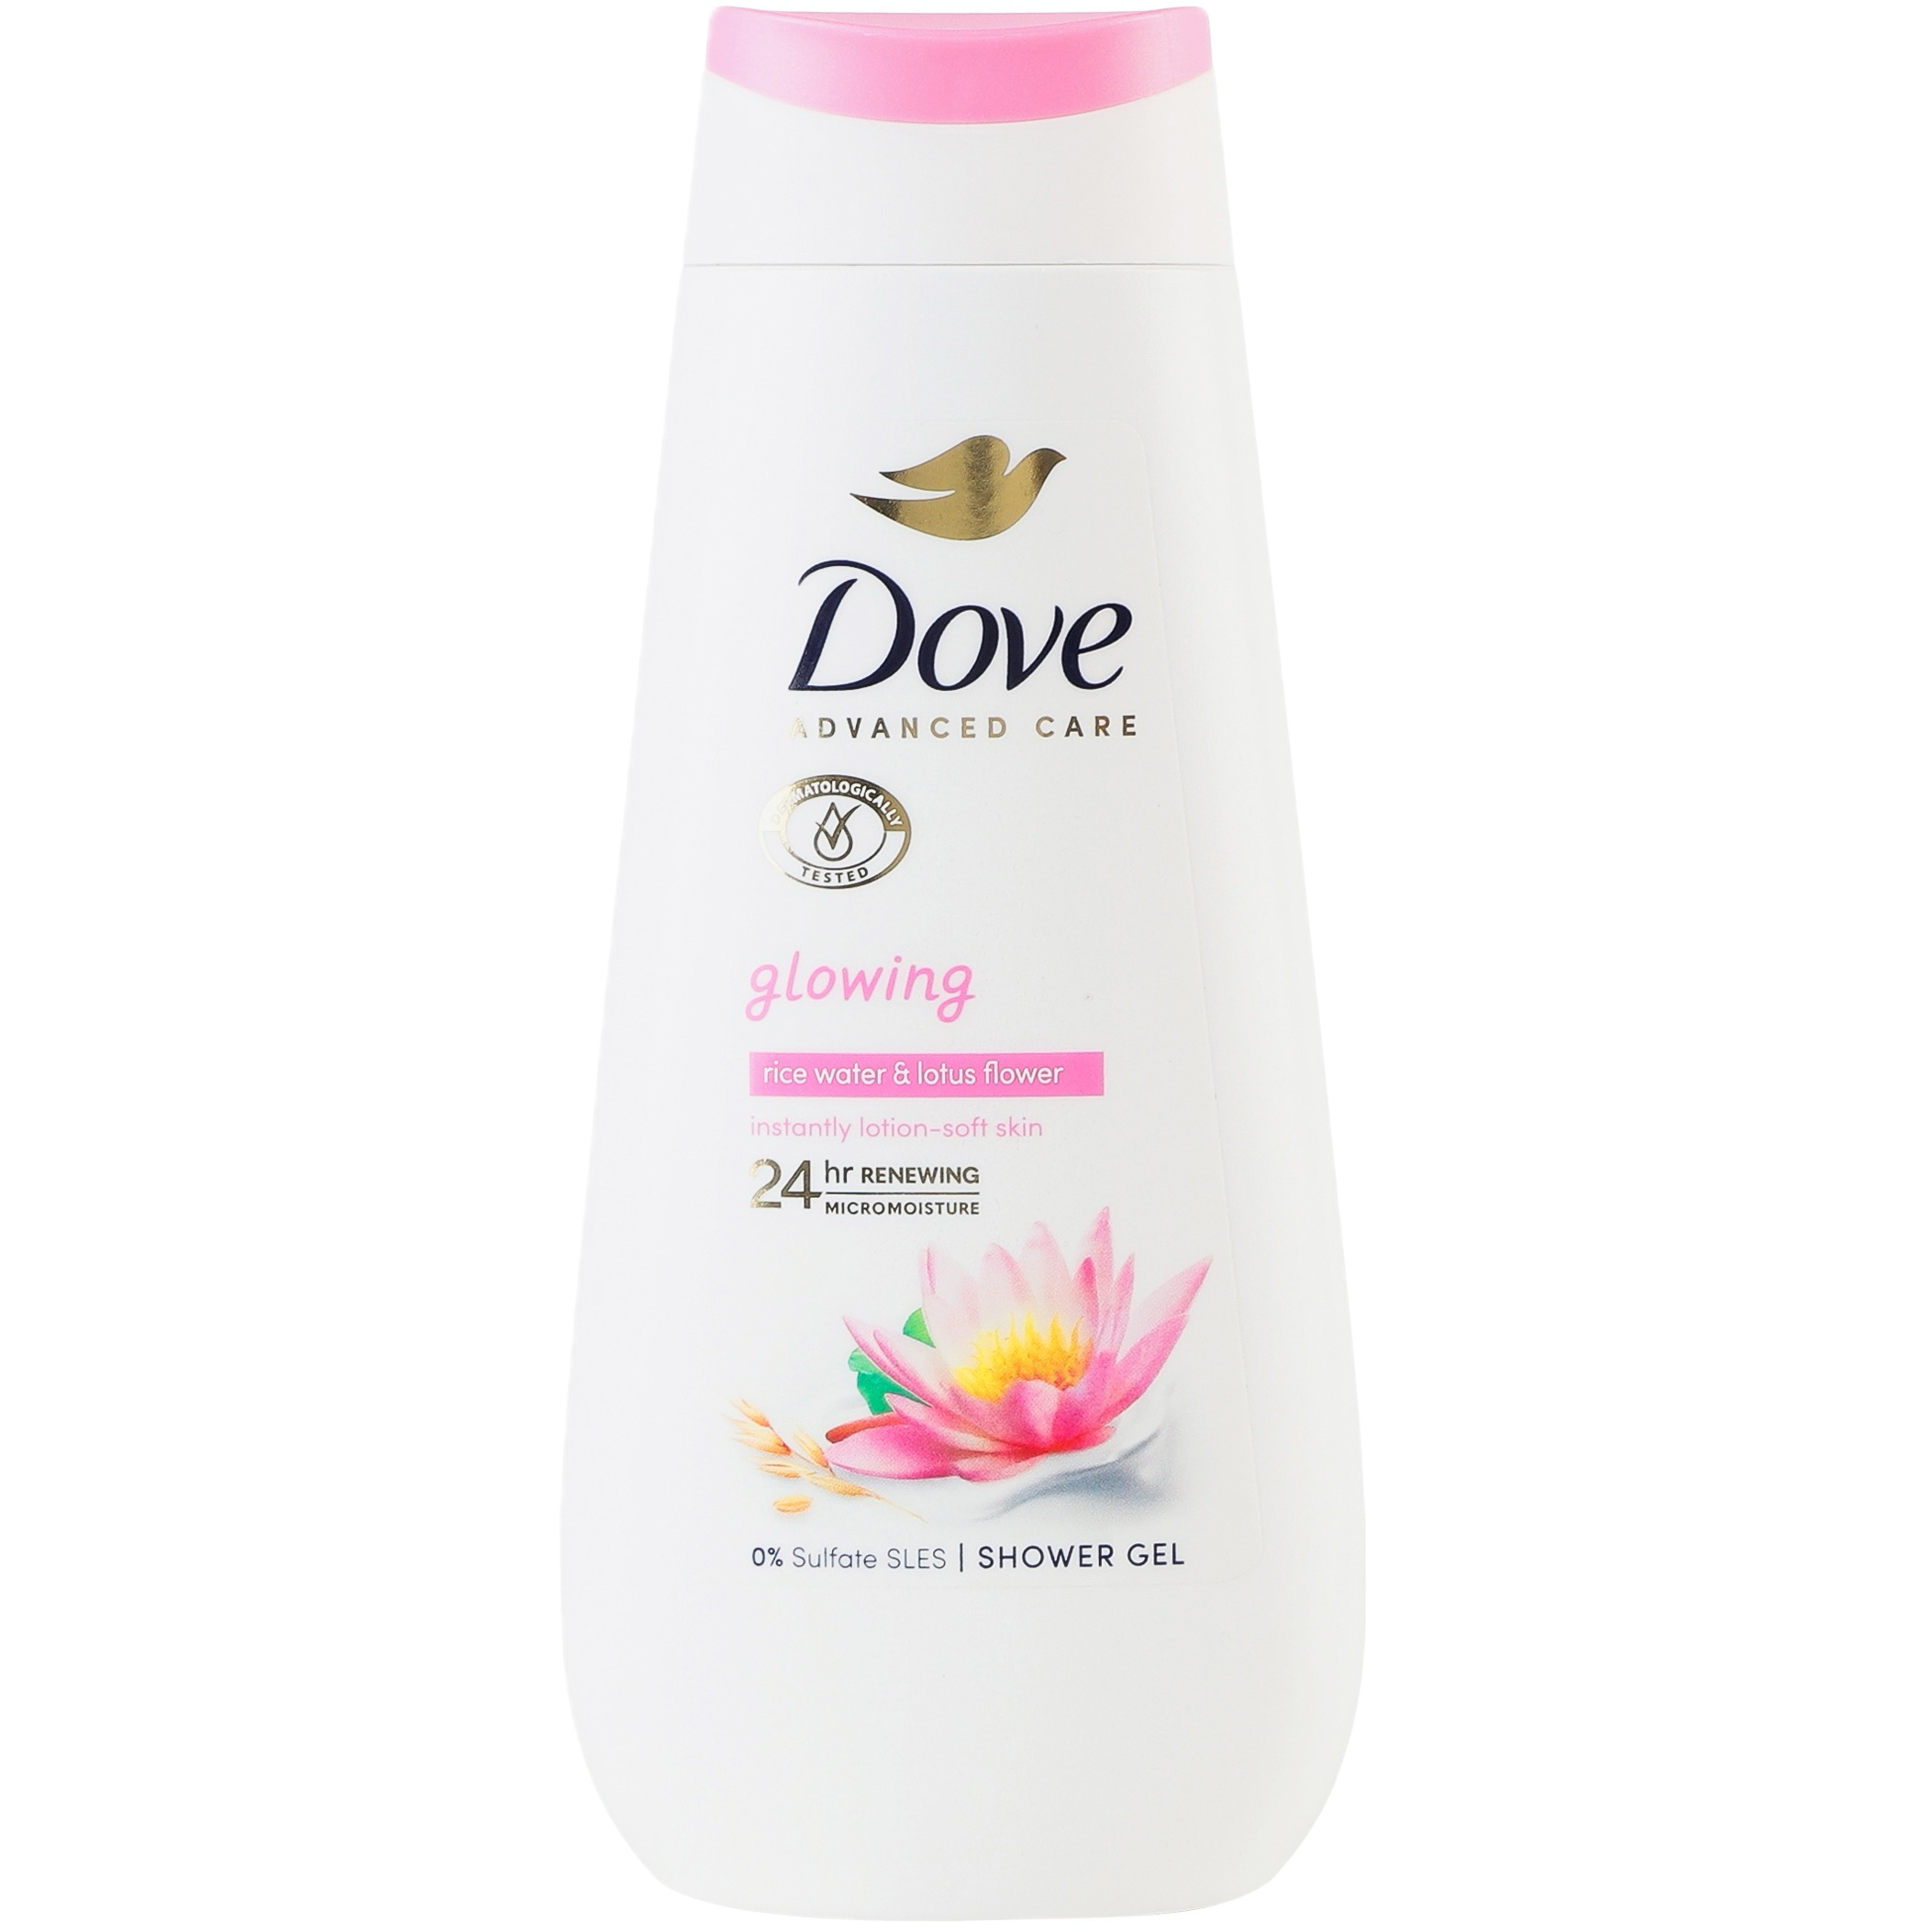 Dove
ADVANCED CARE
DERMATOLOGICALLY
TESTED
glowing
rice water & lotus flower
instantly lotion-soft skin
24 hr RENEWING
MICROMOISTURE
0% Sulfate SLES | SHOWER GEL